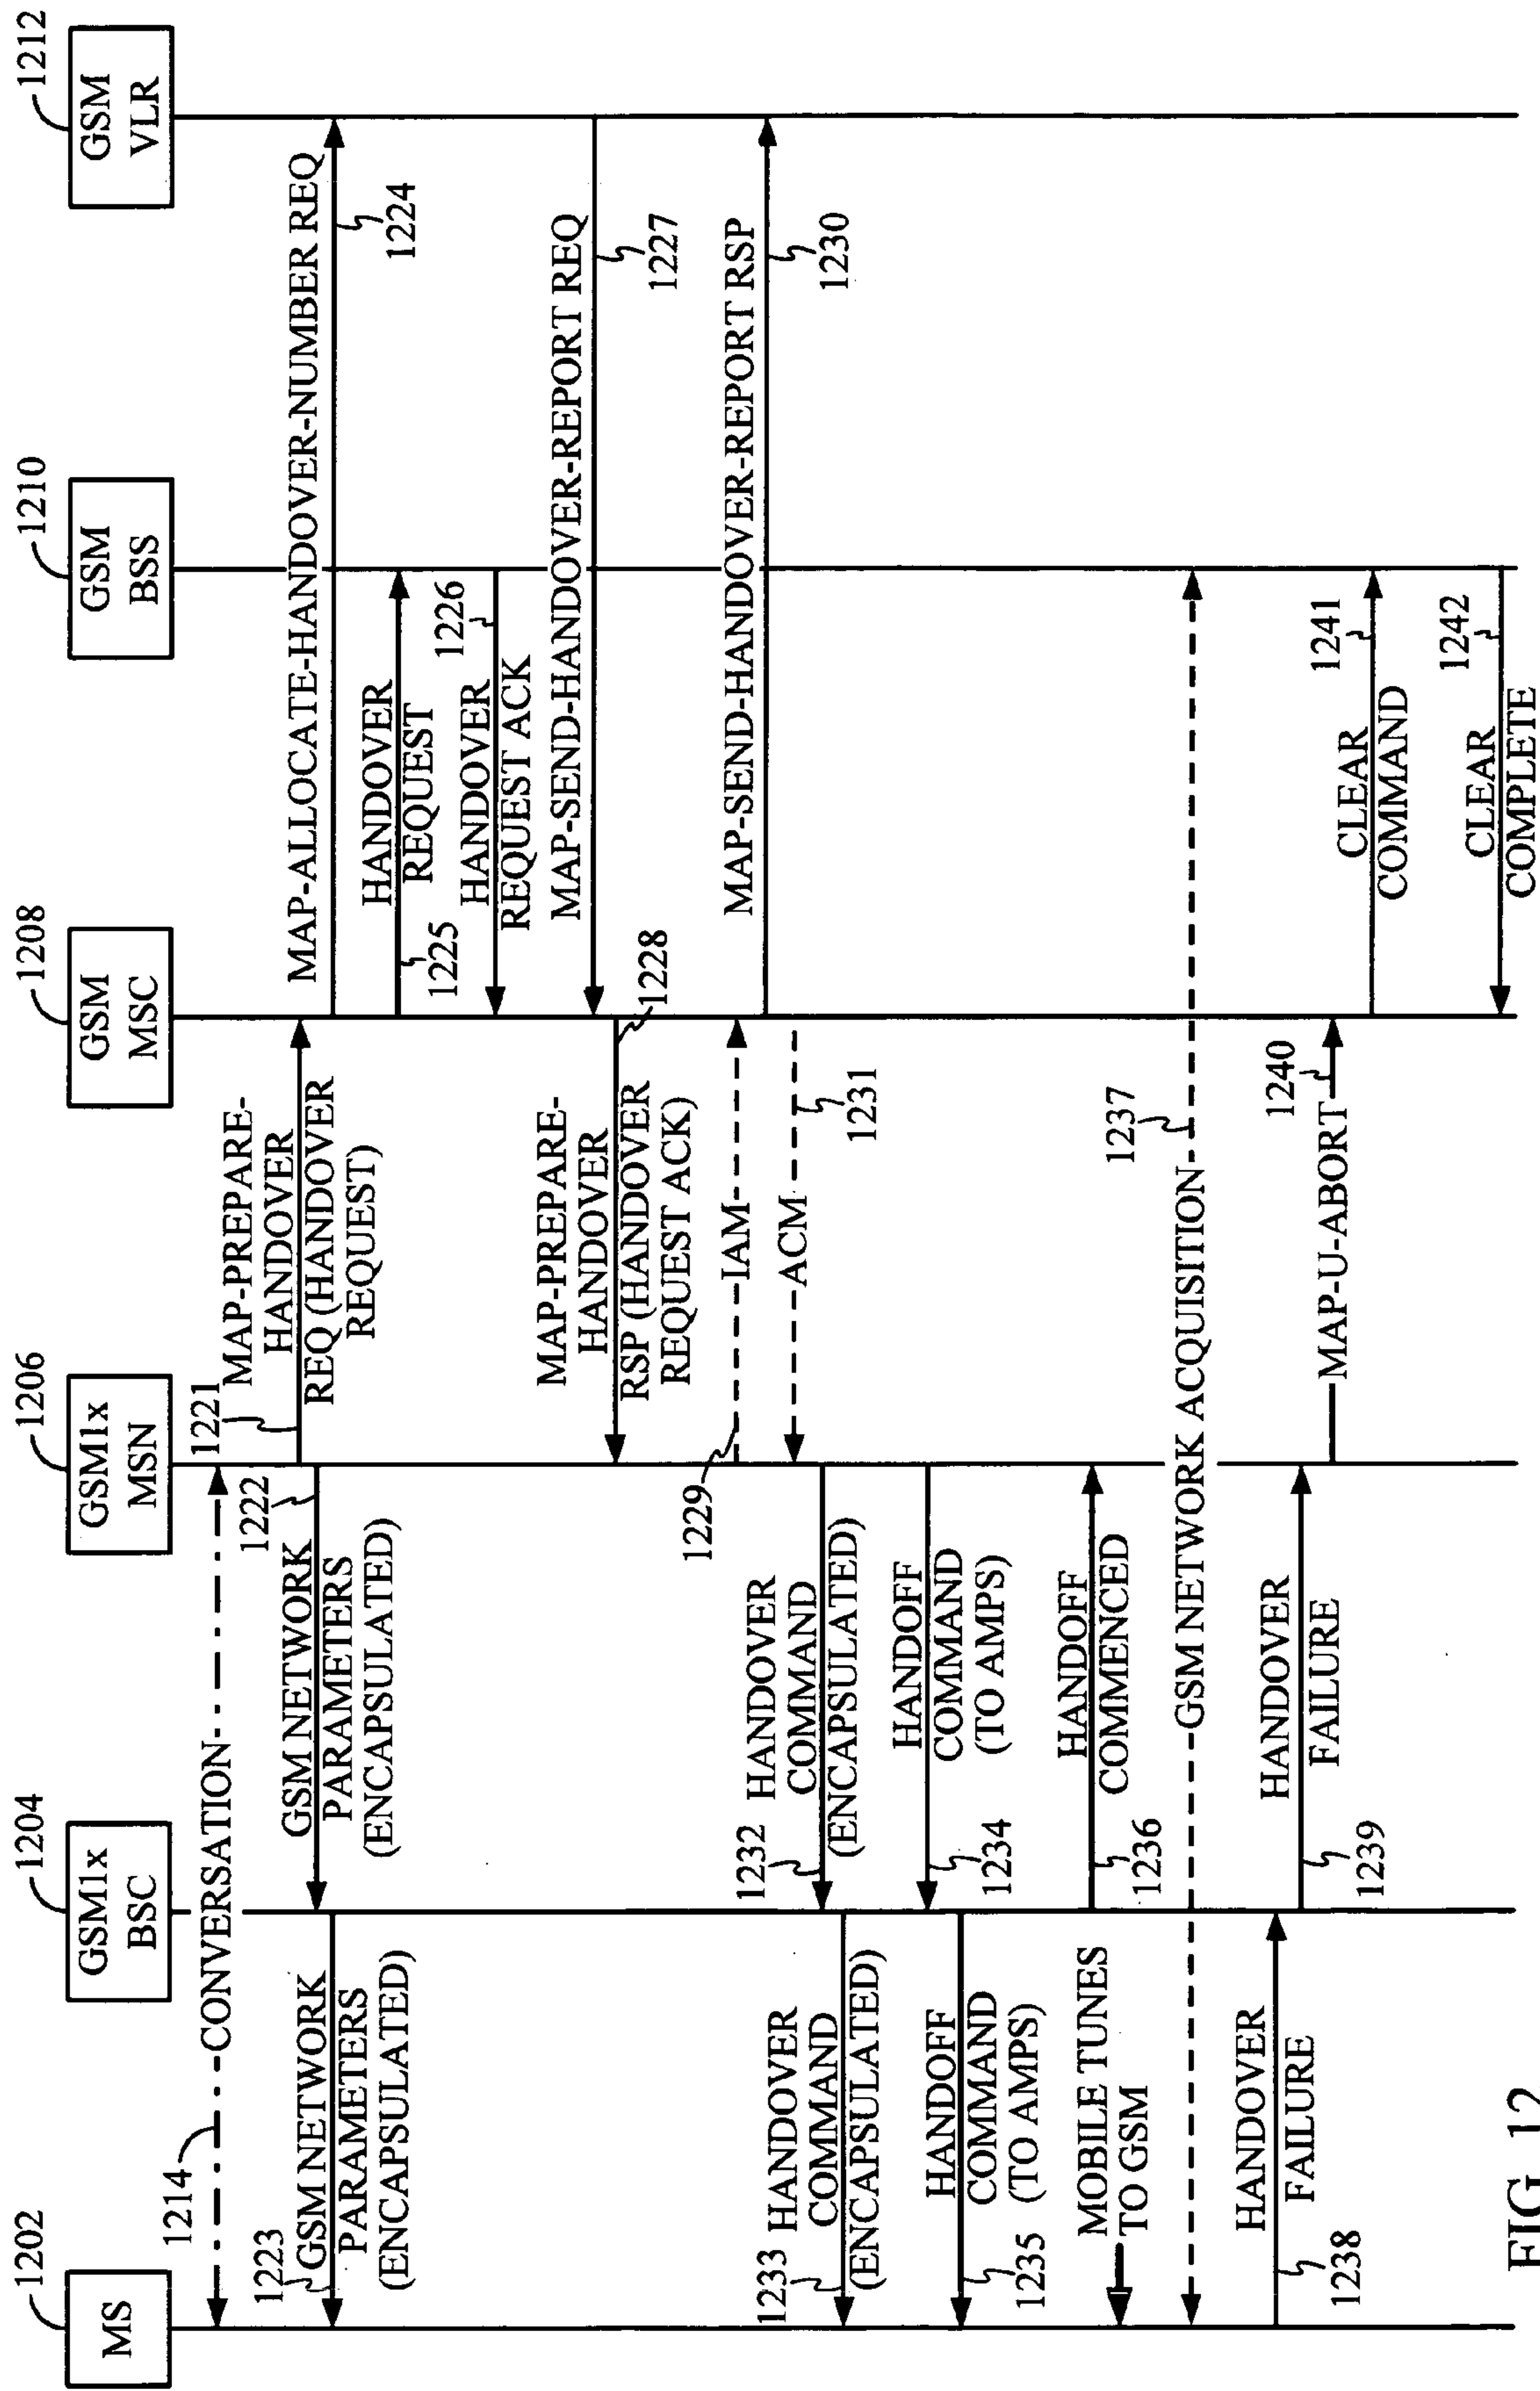 1202
MS
1204
GSM1x
BSC
1206
GSM1x
MSN
1208
GSM
MSC
1210
GSM
BSS
1212
GSM
VLR
1214
CONVERSATION
1221
MAP-PREPARE-
HANDOVER
REQ (HANDOVER
REQUEST)
1222
GSM NETWORK
PARAMETERS
(ENCAPSULATED)
1223
GSM NETWORK
PARAMETERS
(ENCAPSULATED)
MAP-ALLOCATE-HANDOVER-NUMBER REQ
1224
HANDOVER
REQUEST
1225
1226
HANDOVER
REQUEST ACK
MAP-SEND-HANDOVER-REPORT REQ
1227
1228
MAP-PREPARE-
HANDOVER
RSP (HANDOVER
REQUEST ACK)
1229
IAM
MAP-SEND-HANDOVER-REPORT RSP
1230
ACM
1231
1232
HANDOVER
COMMAND
(ENCAPSULATED)
1233
HANDOVER
COMMAND
(ENCAPSULATED)
HANDOFF
COMMAND
(TO AMPS)
1234
HANDOFF
COMMAND
(TO AMPS)
1235
HANDOFF
COMMENCED
1236
MOBILE TUNES
TO GSM
GSM NETWORK ACQUISITION
1237
HANDOVER
FAILURE
1238
HANDOVER
FAILURE
1239
MAP-U-ABORT
1240
1241
CLEAR
COMMAND
1242
CLEAR
COMPLETE
FIG. 12